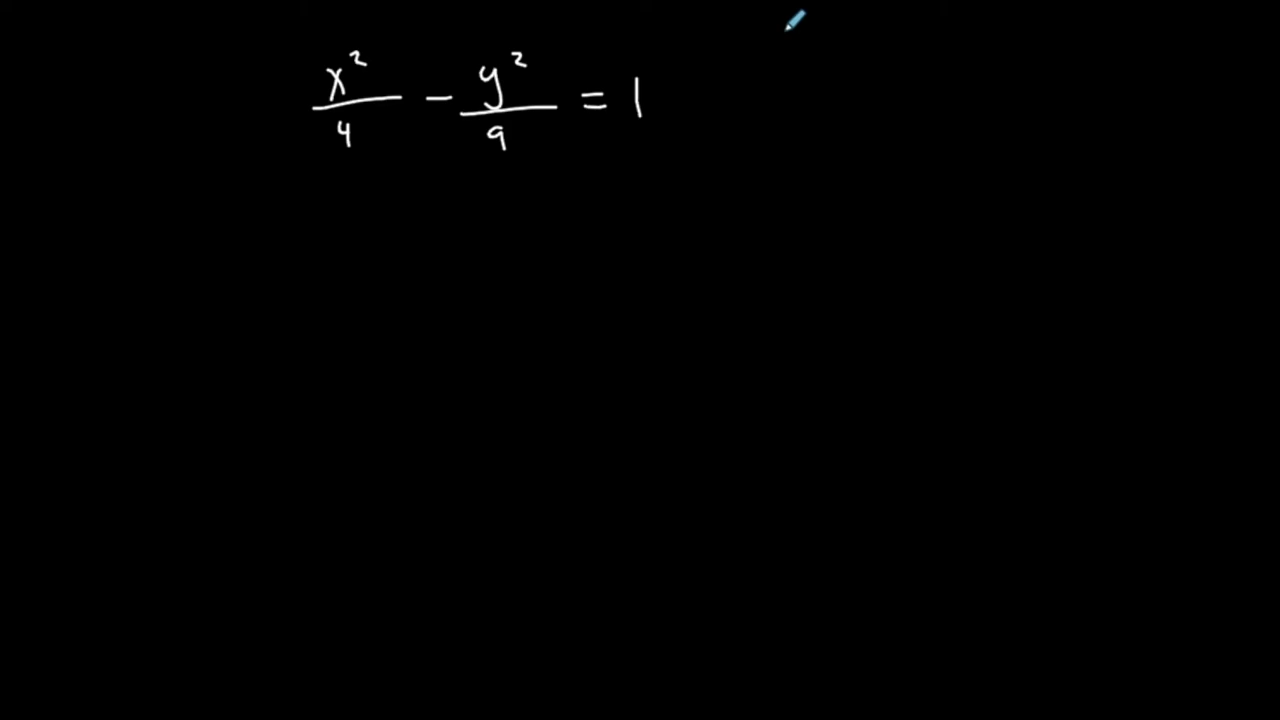 x²/4 - y²/9 = 1